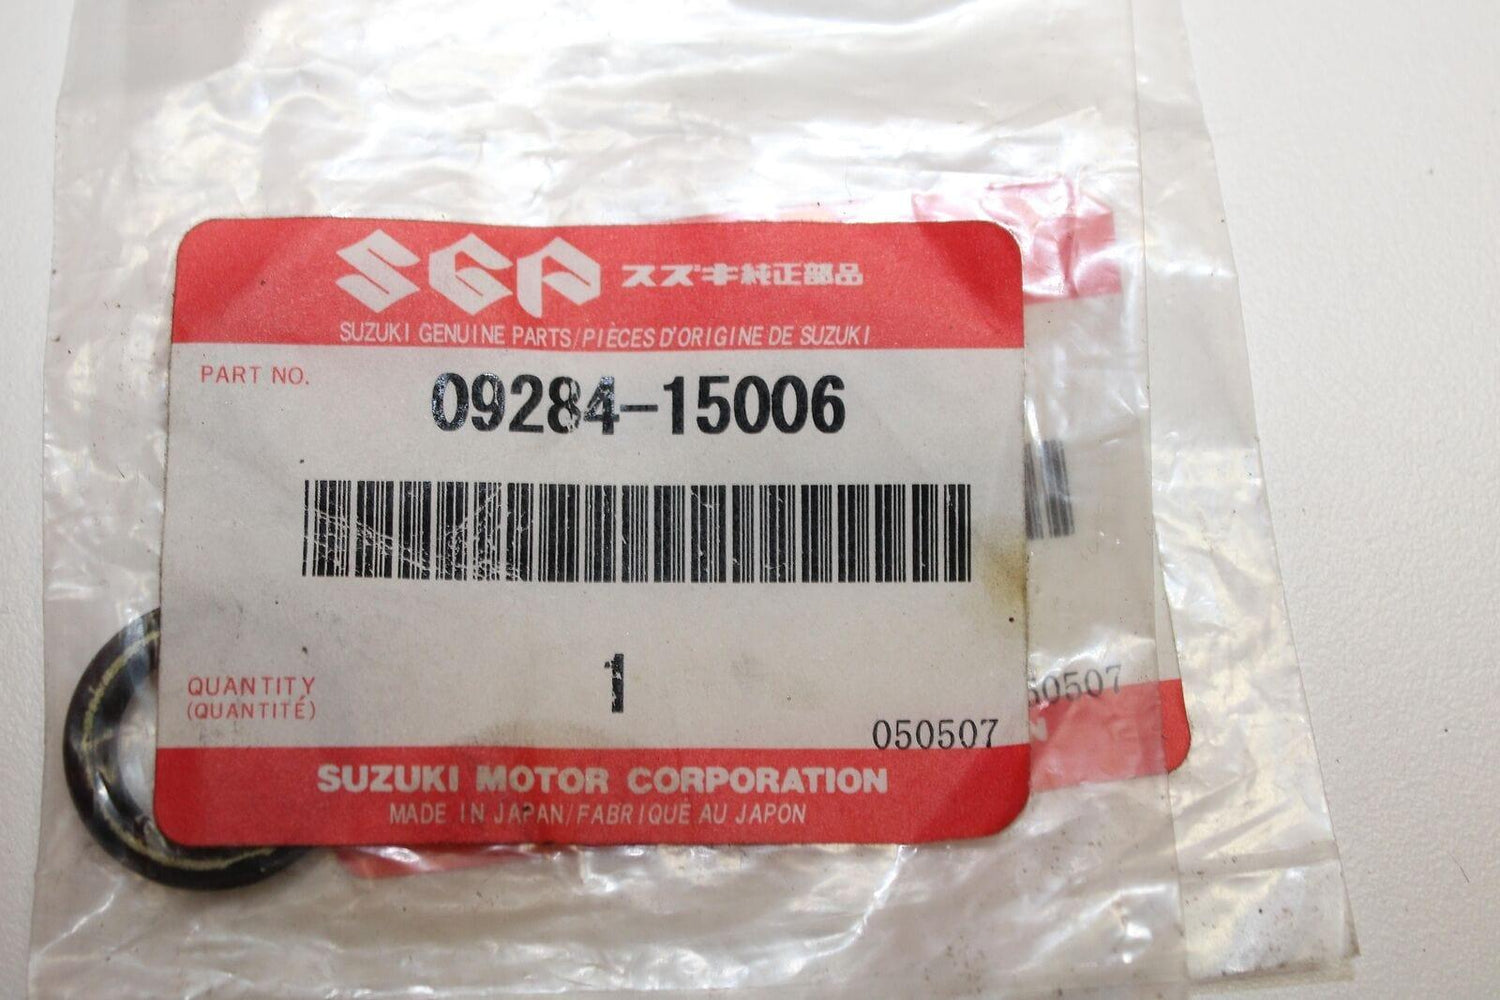 SGP スズキ純正部品
SUZUKI GENUINE PARTS/PIÈCES D'ORIGINE DE SUZUKI
PART NO. 09284-15006
1
QUANTITY
(QUANTITÉ)
050507
50507
SUZUKI MOTOR CORPORATION
MADE IN JAPAN/FABRIQUÉ AU JAPON